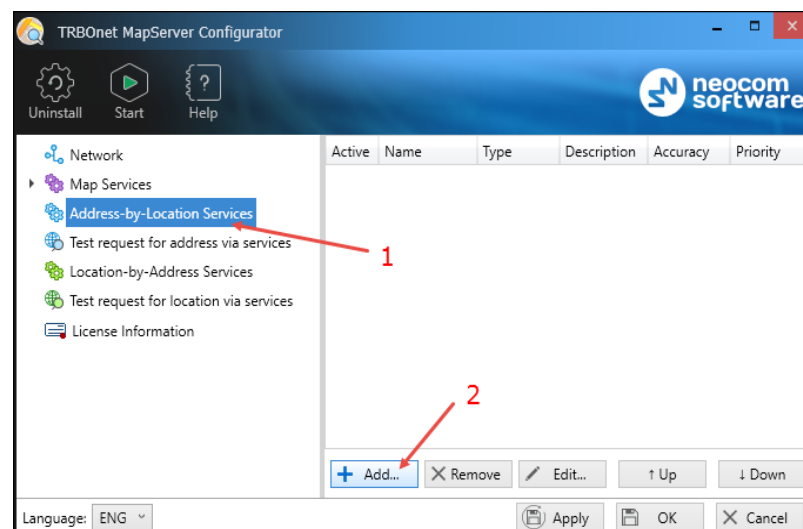 TRBOnet MapServer Configurator
Uninstall
Start
Help
neocom
software
Network
Map Services
Address-by-Location Services
Test request for address via services
Location-by-Address Services
Test request for location via services
License Information
Active Name Type Description Accuracy Priority
1
2
+ Add... Remove Edit... ↑ Up ↓ Down
Language: ENG Apply OK Cancel